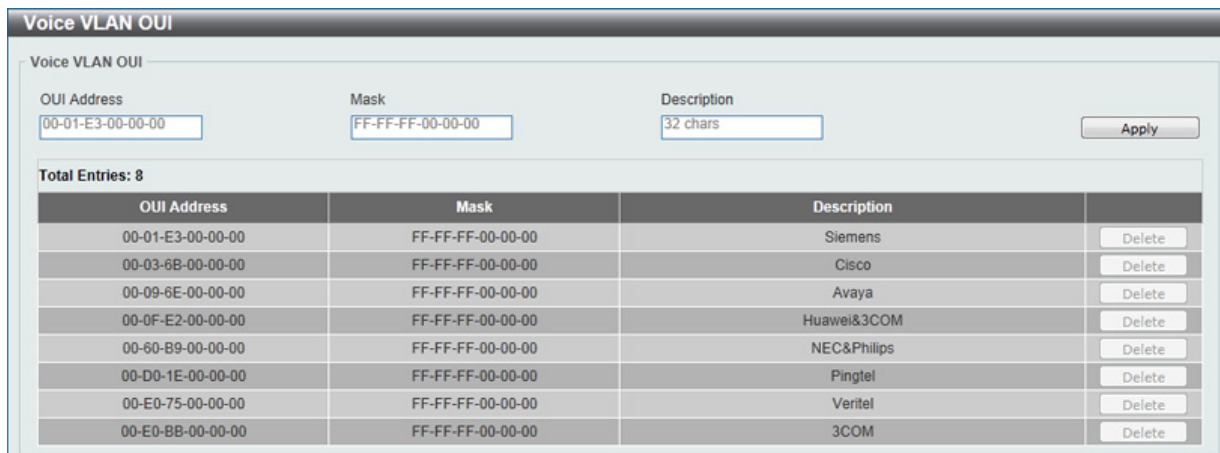 Voice VLAN OUI
Voice VLAN OUI
OUI Address Mask Description
00-01-E3-00-00-00 FF-FF-FF-00-00-00 32 chars Apply
Total Entries: 8
OUI Address Mask Description
00-01-E3-00-00-00 FF-FF-FF-00-00-00 Siemens Delete
00-03-6B-00-00-00 FF-FF-FF-00-00-00 Cisco Delete
00-09-6E-00-00-00 FF-FF-FF-00-00-00 Avaya Delete
00-0F-E2-00-00-00 FF-FF-FF-00-00-00 Huawei&3COM Delete
00-60-B9-00-00-00 FF-FF-FF-00-00-00 NEC&Philips Delete
00-D0-1E-00-00-00 FF-FF-FF-00-00-00 Pingtel Delete
00-E0-75-00-00-00 FF-FF-FF-00-00-00 Veritel Delete
00-E0-BB-00-00-00 FF-FF-FF-00-00-00 3COM Delete